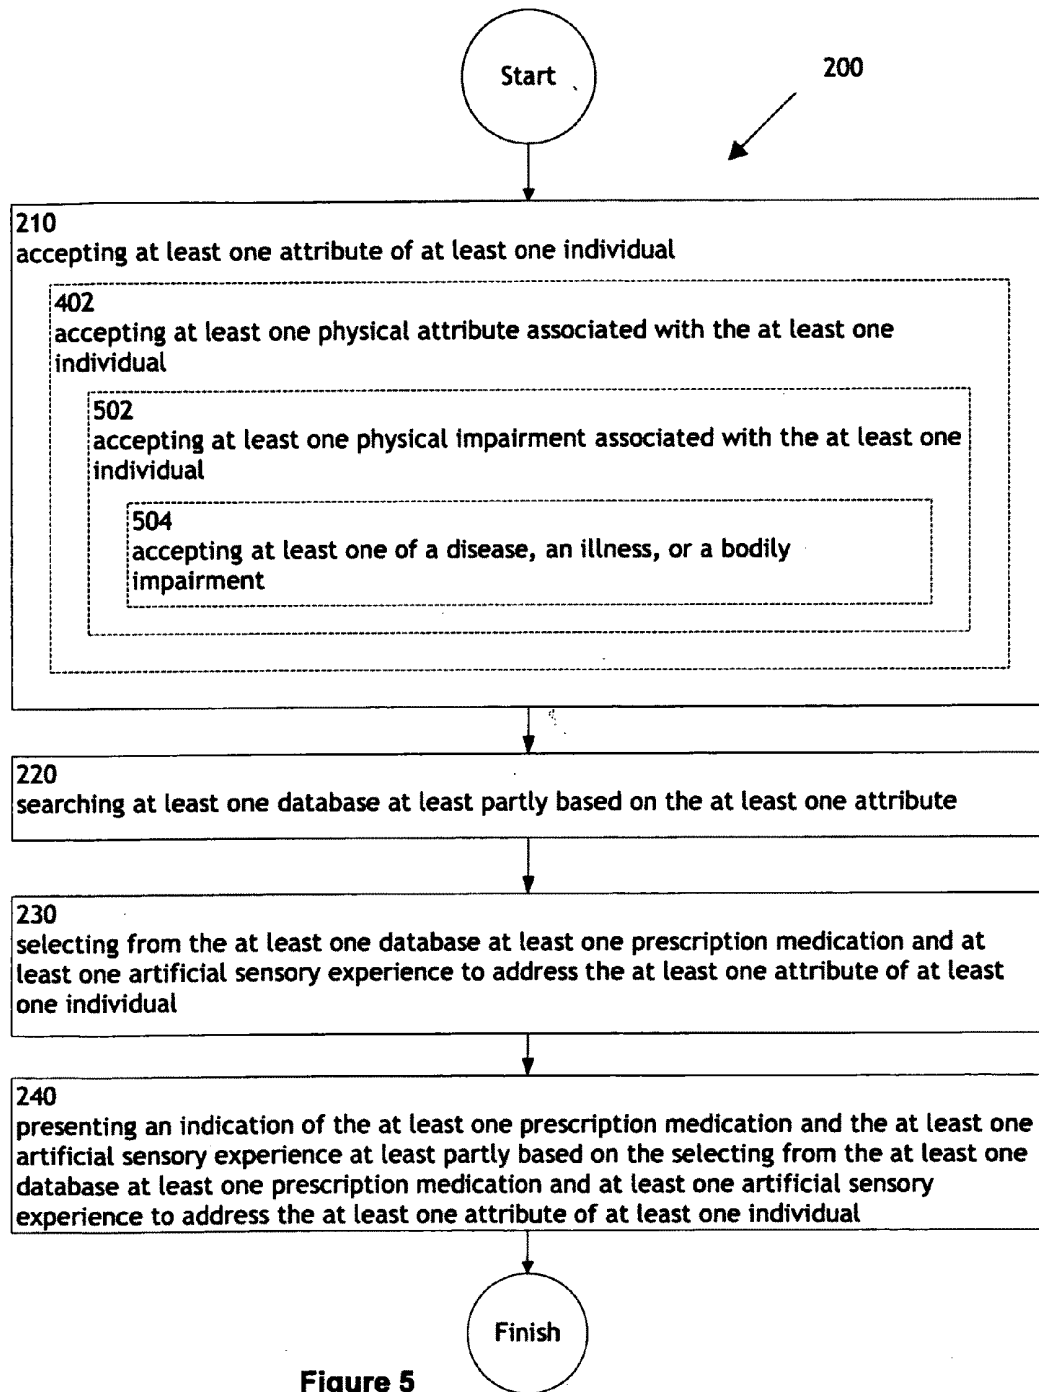 Start
200
210
accepting at least one attribute of at least one individual
402
accepting at least one physical attribute associated with the at least one
individual
502
accepting at least one physical impairment associated with the at least one
individual
504
accepting at least one of a disease, an illness, or a bodily
impairment
220
searching at least one database at least partly based on the at least one attribute
230
selecting from the at least one database at least one prescription medication and at
least one artificial sensory experience to address the at least one attribute of at least
one individual
240
presenting an indication of the at least one prescription medication and the at least one
artificial sensory experience at least partly based on the selecting from the at least one
database at least one prescription medication and at least one artificial sensory
experience to address the at least one attribute of at least one individual
Finish
Figure 5